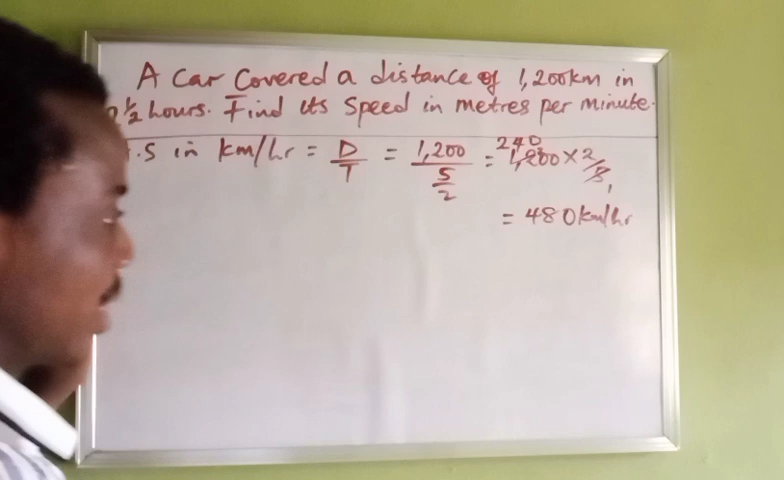 A Car Covered a distance of 1,200km in
½ hours. Find its Speed in metres per minute.
S in km/hr = D/T = 1,200/(5/2) = 1,200 × 2/5 240 1
= 480km/hr